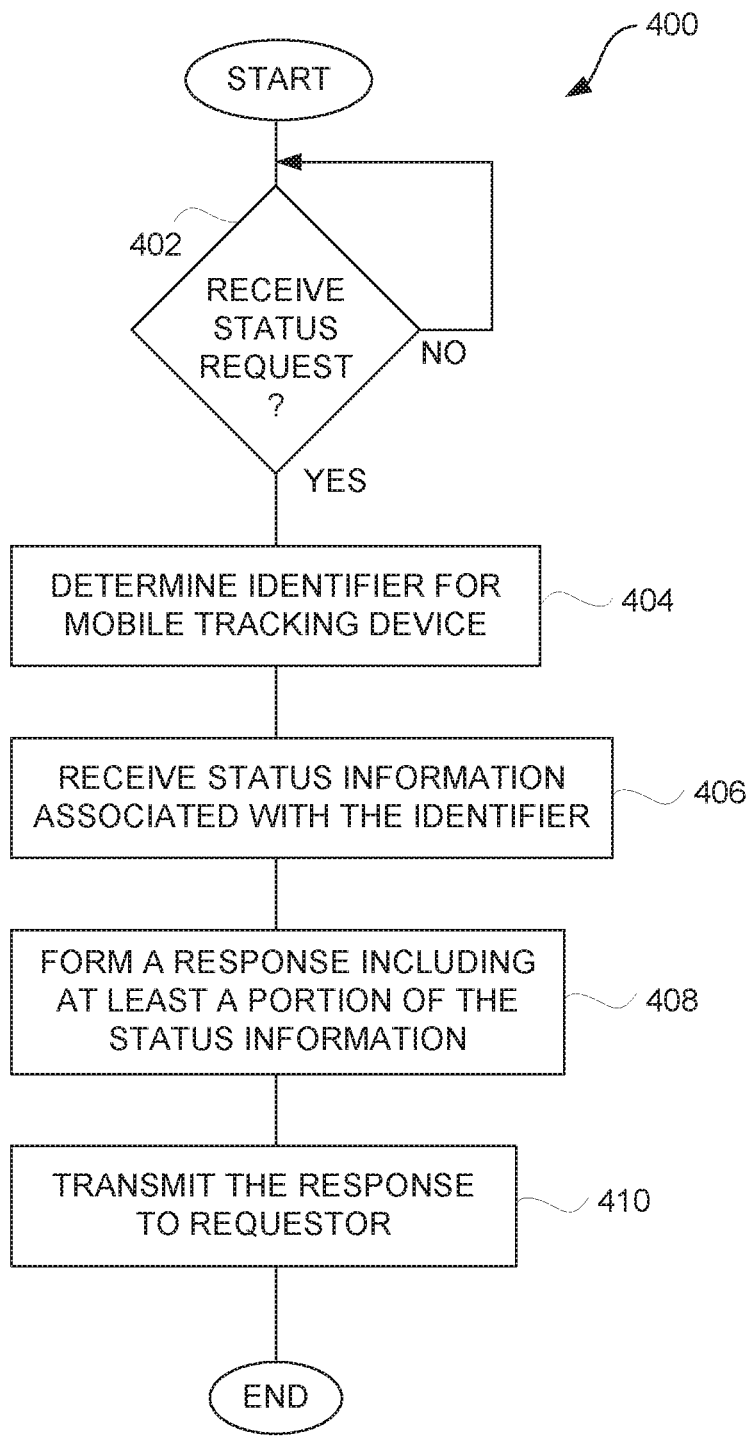 400
START
402
RECEIVE
STATUS
REQUEST
?
NO
YES
DETERMINE IDENTIFIER FOR
MOBILE TRACKING DEVICE
404
RECEIVE STATUS INFORMATION
ASSOCIATED WITH THE IDENTIFIER
406
FORM A RESPONSE INCLUDING
AT LEAST A PORTION OF THE
STATUS INFORMATION
408
TRANSMIT THE RESPONSE
TO REQUESTOR
410
END